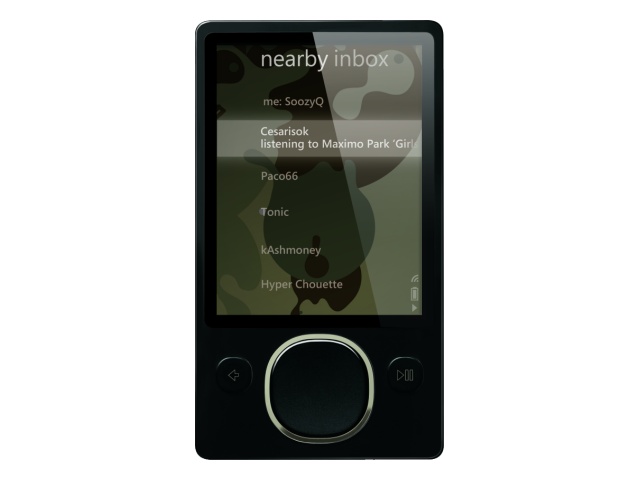 nearby inbox
me: SoozyQ
Cesarisok
listening to Maximo Park 'Girl
Paco66
Tonic
kAshmoney
Hyper Chouette